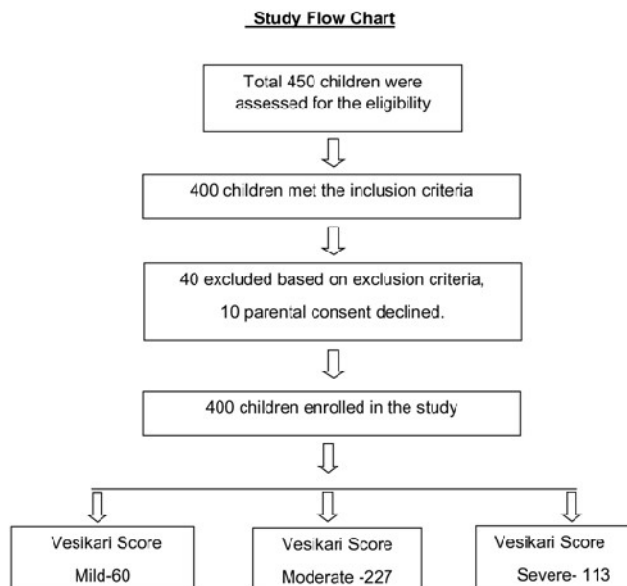 Study Flow Chart
Total 450 children were
assessed for the eligibility
400 children met the inclusion criteria
40 excluded based on exclusion criteria,
10 parental consent declined.
400 children enrolled in the study
Vesikari Score
Mild-60
Vesikari Score
Moderate -227
Vesikari Score
Severe- 113